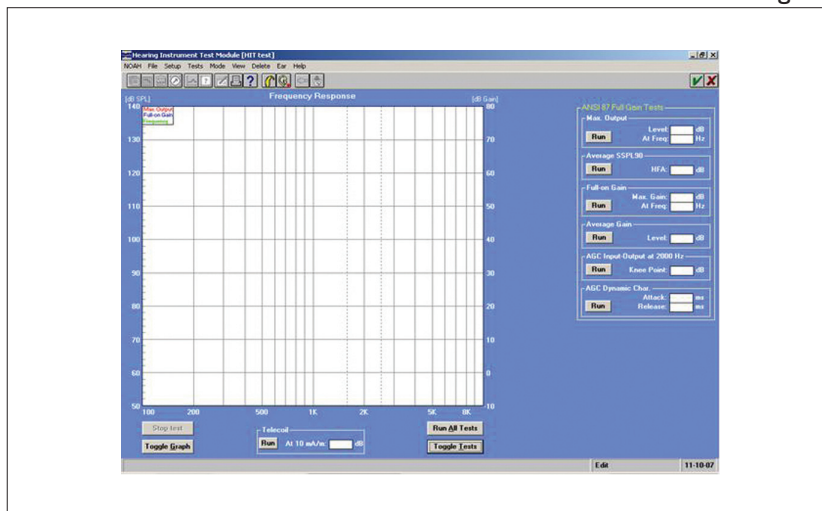 Hearing Instrument Test Module [HIT test]
NOAH File Setup Tests Mode View Delete Ear Help
[dB SPL] Frequency Response [dB Gain]
Max. Output
Full-on Gain
Frequency
140 80
130 70
120 60
110 50
100 40
90 30
80 20
70 10
60 0
50 -10
100 200 500 1K 2K 5K 8K
Stop test
Toggle Graph
Telecoil
Run At 10 mA/m: dB
Run All Tests
Toggle Tests
ANSI 87 Full Gain Tests
Max. Output
Run Level: dB
At Freq: Hz
Average SSPL90
Run HFA: dB
Full-on Gain
Run Max. Gain: dB
At Freq: Hz
Average Gain
Run Level: dB
AGC Input-Output at 2000 Hz
Run Knee Point: dB
AGC Dynamic Char.
Attack: ms
Run Release: ms
Edit 11-10-07